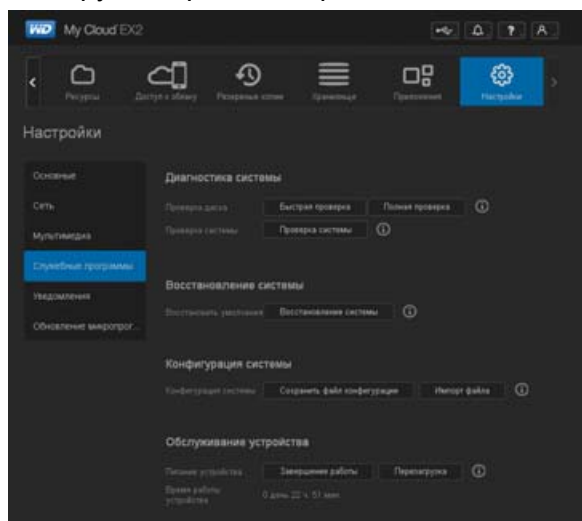 WD My Cloud EX2
?
Ресурсы Доступ к облаку Резервные копии Хранилище Приложения Настройки
Настройки
Основные
Сеть
Мультимедиа
Служебные программы
Уведомления
Обновление микропрог...
Диагностика системы
Проверка диска Быстрая проверка Полная проверка
Проверка системы Проверка системы
Восстановление системы
Восстановить умолчания Восстановление системы
Конфигурация системы
Конфигурация системы Сохранить файл конфигурации Импорт файла
Обслуживание устройства
Питание устройства Завершение работы Перезагрузка
Время работы
устройства 0 день 22 ч. 51 мин.